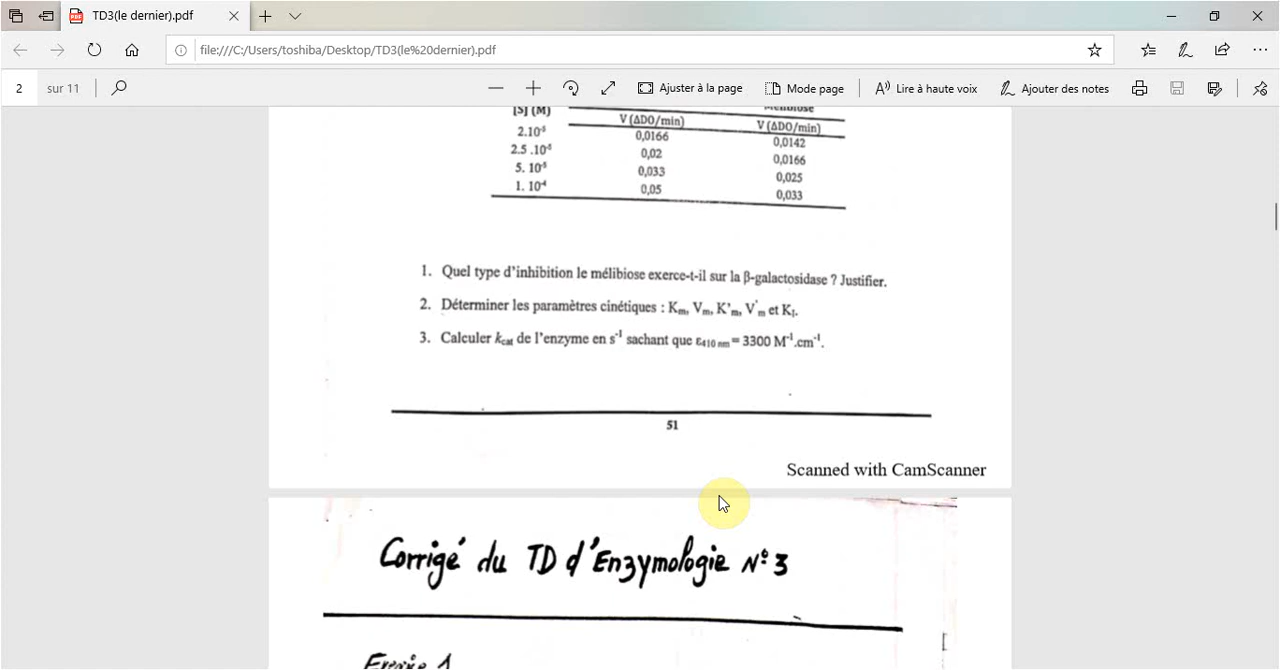 TD3(le dernier).pdf
file:///C:/Users/toshiba/Desktop/TD3(le%20dernier).pdf
2 sur 11 Ajuster à la page Mode page Lire à haute voix Ajouter des notes
[S] (M) Mélibiose
V (ΔDO/min) V (ΔDO/min)
2.10⁻⁵ 0,0166 0,0142
2.5 .10⁻⁵ 0,02 0,0166
5. 10⁻⁵ 0,033 0,025
1. 10⁻⁴ 0,05 0,033
1. Quel type d'inhibition le mélibiose exerce-t-il sur la β-galactosidase ? Justifier.
2. Déterminer les paramètres cinétiques : Km, Vm, K'm, V'm et KI.
3. Calculer kcat de l'enzyme en s⁻¹ sachant que ε410 nm = 3300 M⁻¹.cm⁻¹.
51
Scanned with CamScanner
Corrigé du TD d'Enzymologie N° 3
Exercice 1